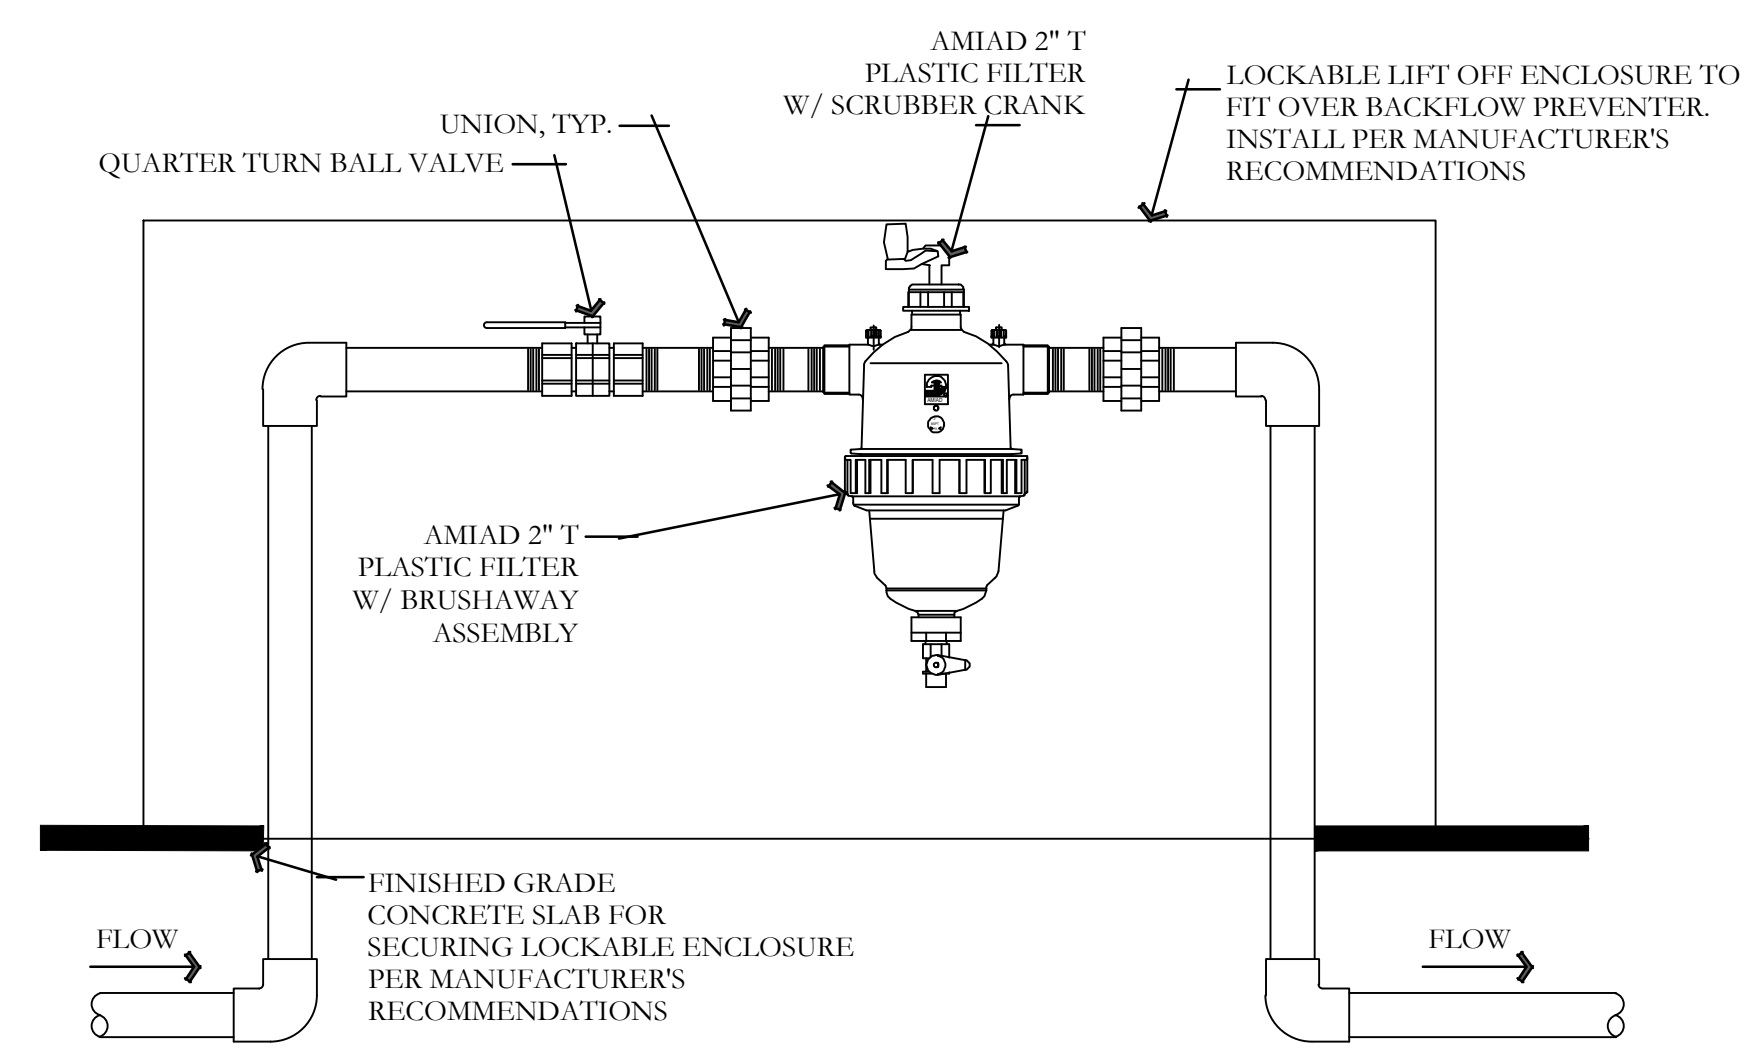 AMIAD 2" T
PLASTIC FILTER
W/ SCRUBBER CRANK
LOCKABLE LIFT OFF ENCLOSURE TO
FIT OVER BACKFLOW PREVENTER.
INSTALL PER MANUFACTURER'S
RECOMMENDATIONS
UNION, TYP.
QUARTER TURN BALL VALVE
AMIAD
AMIAD 2" T
PLASTIC FILTER
W/ BRUSHAWAY
ASSEMBLY
FINISHED GRADE
CONCRETE SLAB FOR
SECURING LOCKABLE ENCLOSURE
PER MANUFACTURER'S
RECOMMENDATIONS
FLOW
FLOW